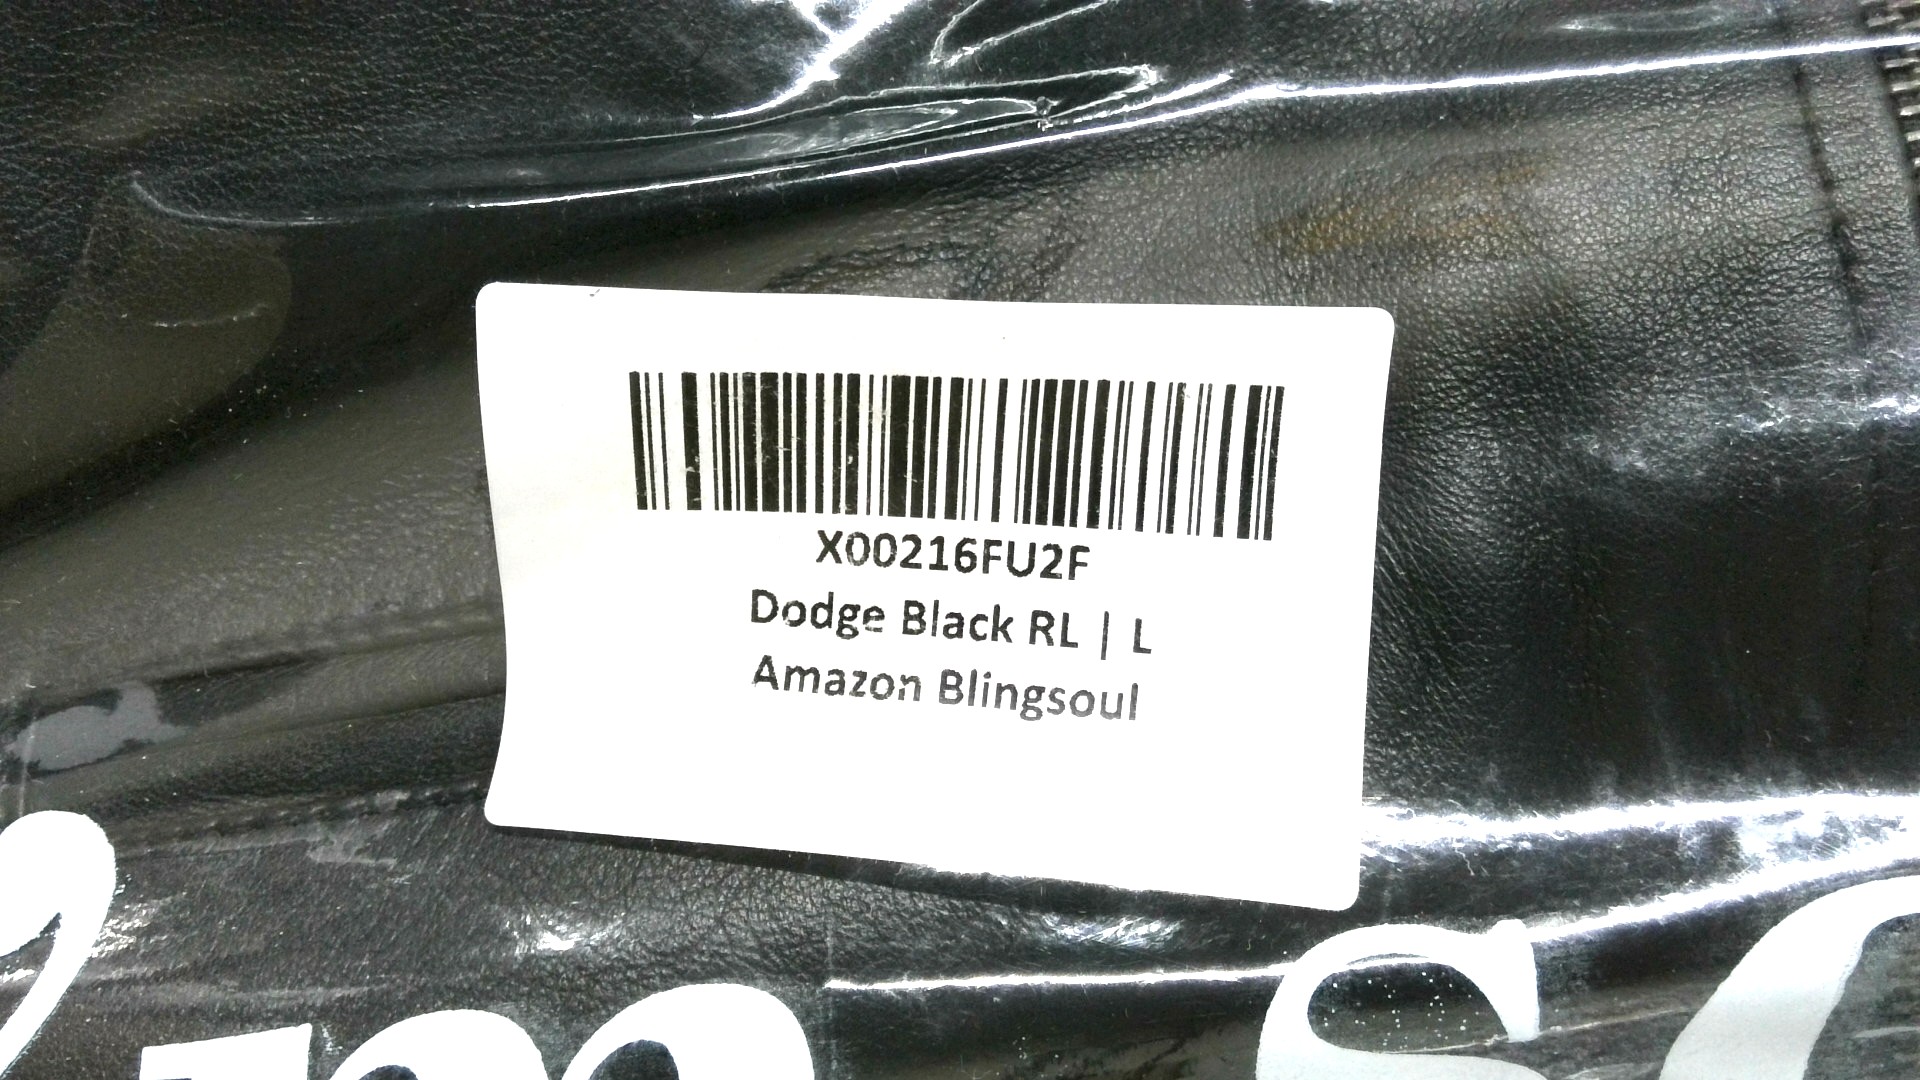 X00216FU2F
Dodge Black RL | L
Amazon Blingsoul